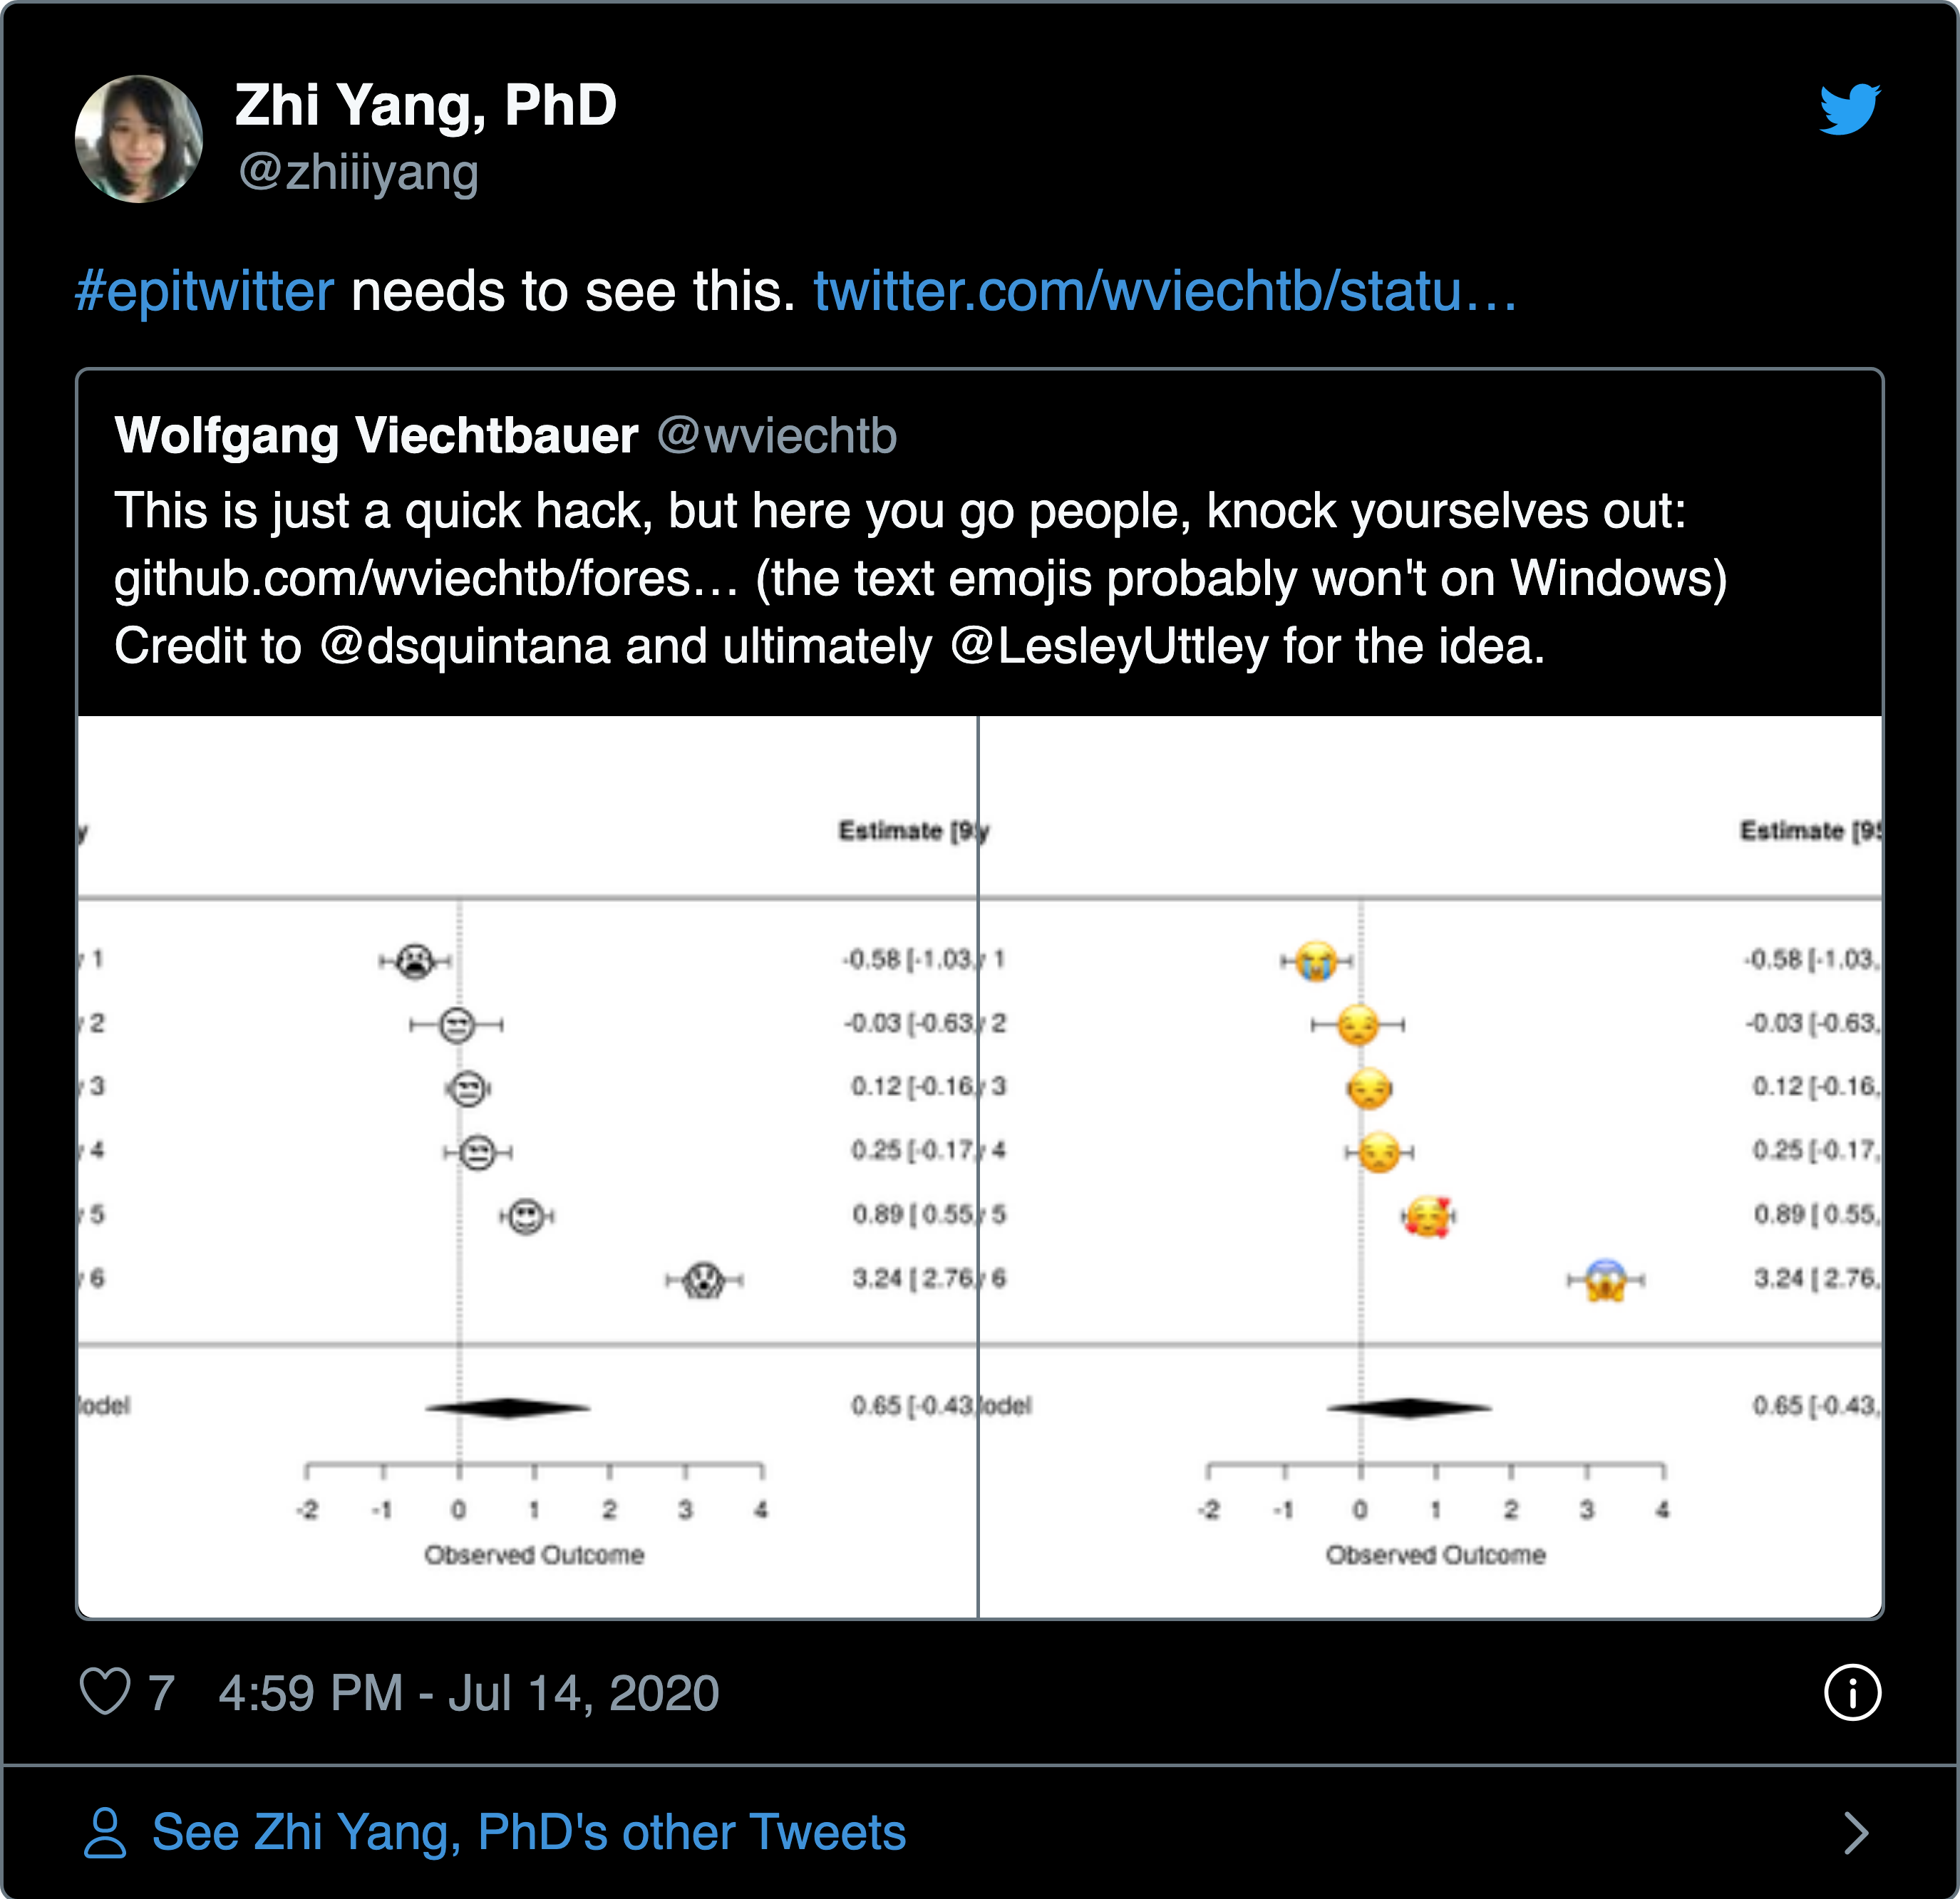 Zhi Yang, PhD
@zhiiiyang
#epitwitter needs to see this. twitter.com/wviechtb/statu…
Wolfgang Viechtbauer @wviechtb
This is just a quick hack, but here you go people, knock yourselves out:
github.com/wviechtb/fores… (the text emojis probably won't on Windows)
Credit to @dsquintana and ultimately @LesleyUttley for the idea.
y Estimate [9
y 1 -0.58 [-1.03,
y 2 -0.03 [-0.63,
y 3 0.12 [-0.16,
y 4 0.25 [-0.17,
y 5 0.89 [ 0.55,
y 6 3.24 [ 2.76,
odel 0.65 [-0.43,
-2 -1 0 1 2 3 4
Observed Outcome
y Estimate [95
y 1 -0.58 [-1.03,
y 2 -0.03 [-0.63,
y 3 0.12 [-0.16,
y 4 0.25 [-0.17,
y 5 0.89 [ 0.55,
y 6 3.24 [ 2.76,
odel 0.65 [-0.43,
-2 -1 0 1 2 3 4
Observed Outcome
7 4:59 PM - Jul 14, 2020
See Zhi Yang, PhD's other Tweets